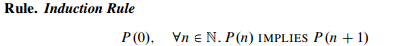 Rule. Induction Rule
P(0), ∀n ∈ ℕ. P(n) IMPLIES P(n + 1)